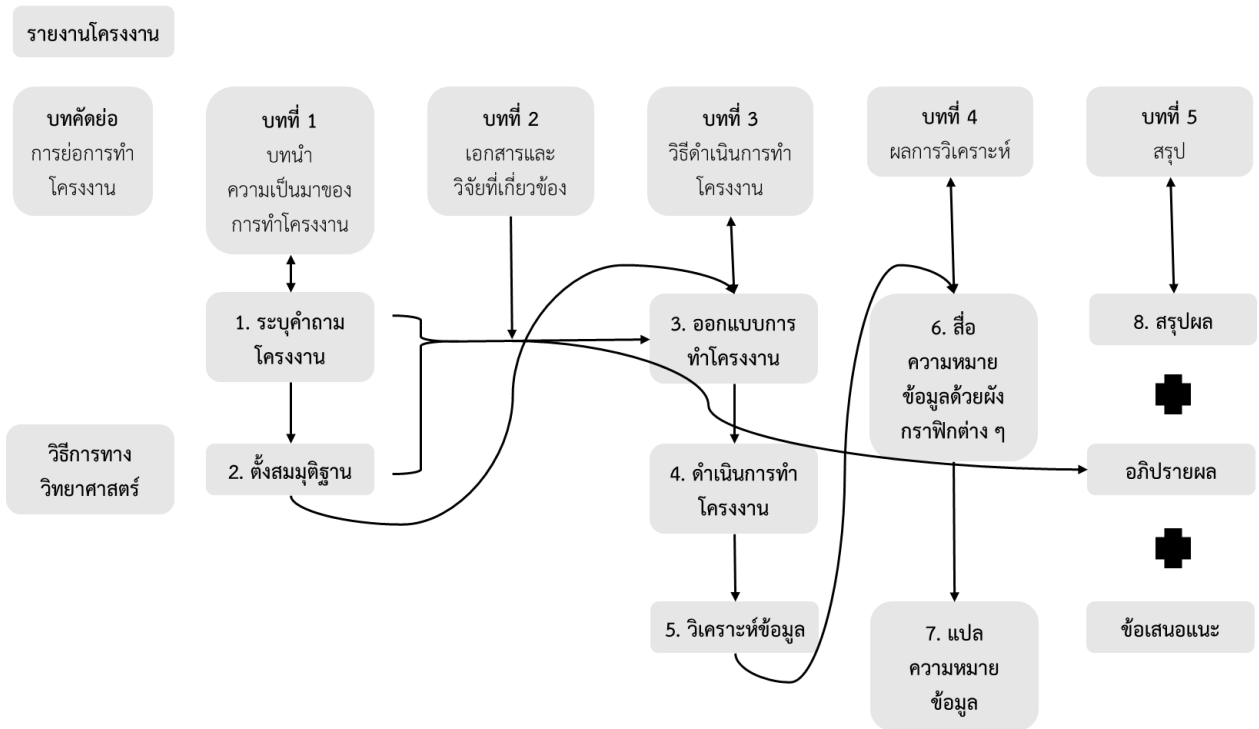 รายงานโครงงาน
บทคัดย่อ
การย่อการทำ
โครงงาน
บทที่ 1
บทนำ
ความเป็นมาของ
การทำโครงงาน
บทที่ 2
เอกสารและ
วิจัยที่เกี่ยวข้อง
บทที่ 3
วิธีดำเนินการทำ
โครงงาน
บทที่ 4
ผลการวิเคราะห์
บทที่ 5
สรุป
วิธีการทาง
วิทยาศาสตร์
1. ระบุคำถาม
โครงงาน
2. ตั้งสมมุติฐาน
3. ออกแบบการ
ทำโครงงาน
4. ดำเนินการทำ
โครงงาน
5. วิเคราะห์ข้อมูล
6. สื่อ
ความหมาย
ข้อมูลด้วยผัง
กราฟิกต่าง ๆ
7. แปล
ความหมาย
ข้อมูล
8. สรุปผล
อภิปรายผล
ข้อเสนอแนะ